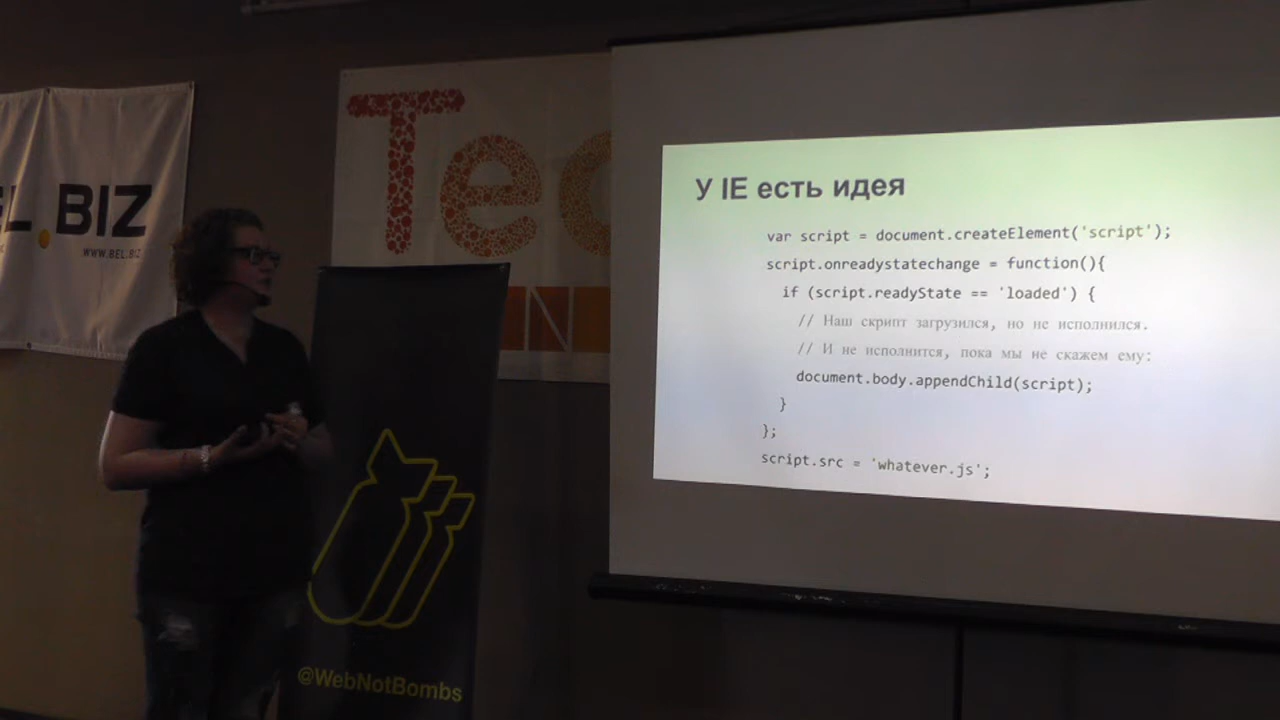 .BIZ
WWW.BEL.BIZ
Tec
N
У IE есть идея
var script = document.createElement('script');
script.onreadystatechange = function(){
if (script.readyState == 'loaded') {
// Наш скрипт загрузился, но не исполнился.
// И не исполнится, пока мы не скажем ему:
document.body.appendChild(script);
}
};
script.src = 'whatever.js';
@WebNotBombs